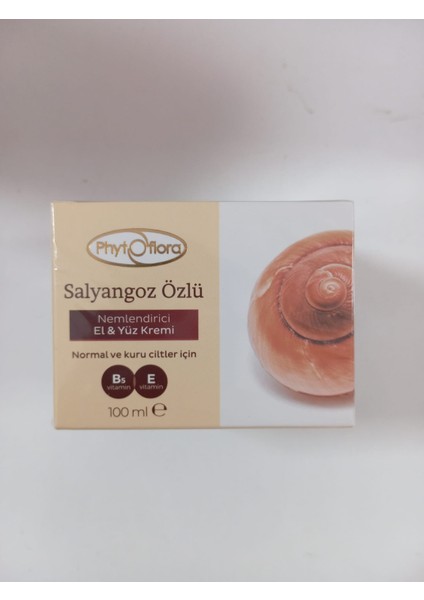 Phytoflora
Salyangoz Özlü
Nemlendirici
El & Yüz Kremi
Normal ve kuru ciltler için
B5 vitamin E vitamin
100 ml ℮